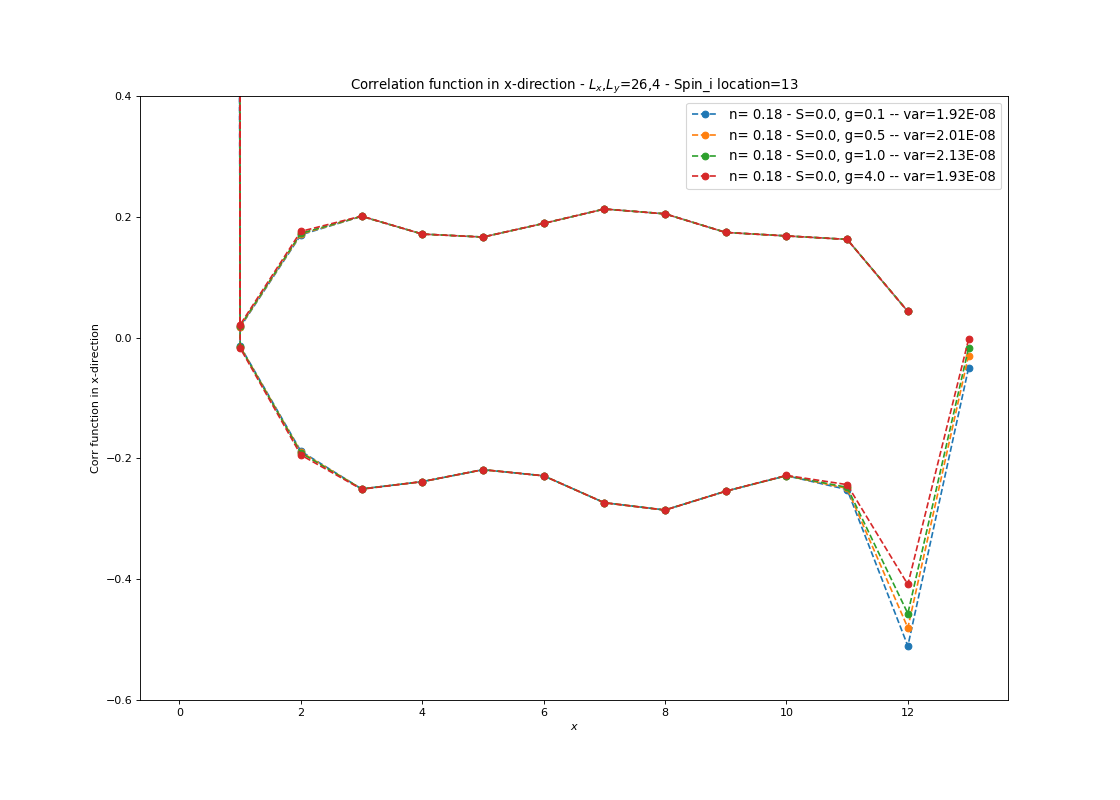 Correlation function in x-direction - Lx,Ly=26,4 - Spin_i location=13
n= 0.18 - S=0.0, g=0.1 -- var=1.92E-08
n= 0.18 - S=0.0, g=0.5 -- var=2.01E-08
n= 0.18 - S=0.0, g=1.0 -- var=2.13E-08
n= 0.18 - S=0.0, g=4.0 -- var=1.93E-08
Corr function in x-direction
0.4
0.2
0.0
−0.2
−0.4
−0.6
0 2 4 6 8 10 12
x